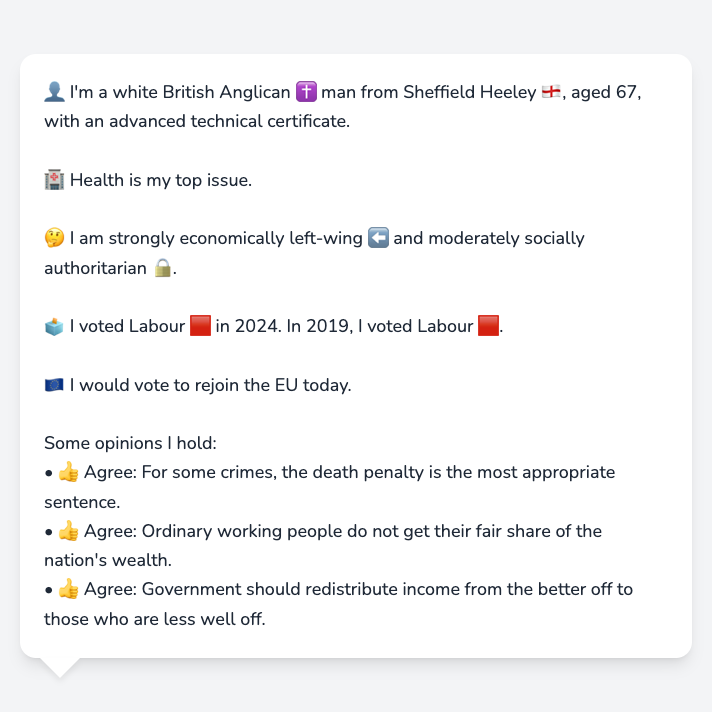 👤 I'm a white British Anglican ✝️ man from Sheffield Heeley 🏴󠁧󠁢󠁥󠁮󠁧󠁿, aged 67,
with an advanced technical certificate.
🏥 Health is my top issue.
🤔 I am strongly economically left-wing ⬅️ and moderately socially
authoritarian 🔒.
🗳️ I voted Labour 🟥 in 2024. In 2019, I voted Labour 🟥.
🇪🇺 I would vote to rejoin the EU today.
Some opinions I hold:
• 👍 Agree: For some crimes, the death penalty is the most appropriate
sentence.
• 👍 Agree: Ordinary working people do not get their fair share of the
nation's wealth.
• 👍 Agree: Government should redistribute income from the better off to
those who are less well off.